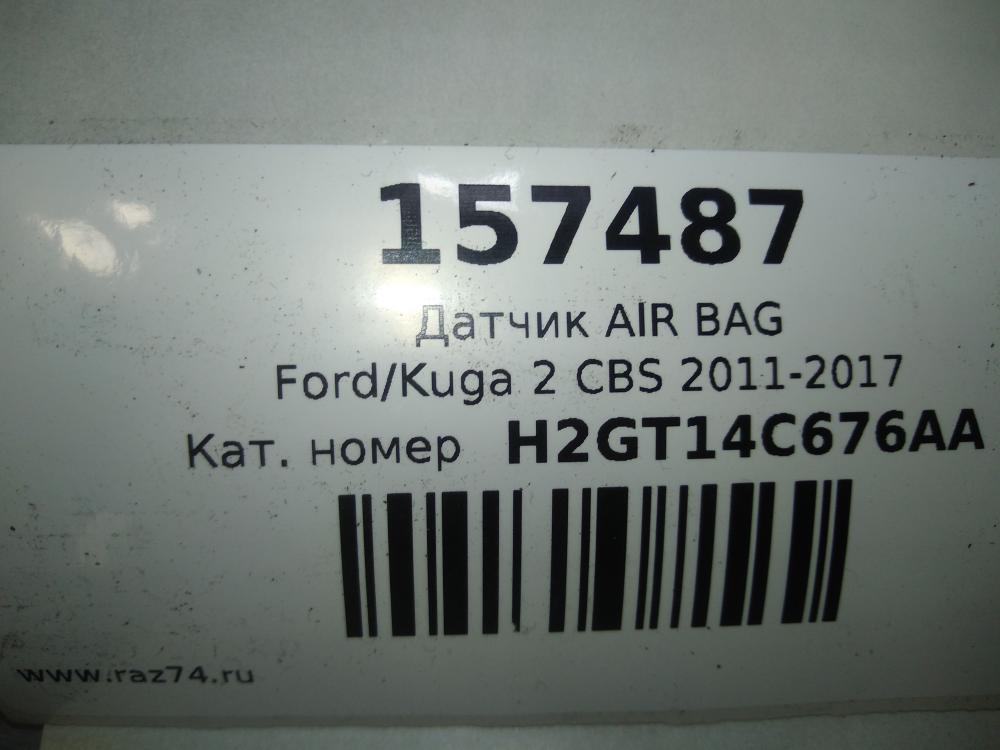 157487
Датчик AIR BAG
Ford/Kuga 2 CBS 2011-2017
Кат. номер H2GT14C676AA
www.raz74.ru